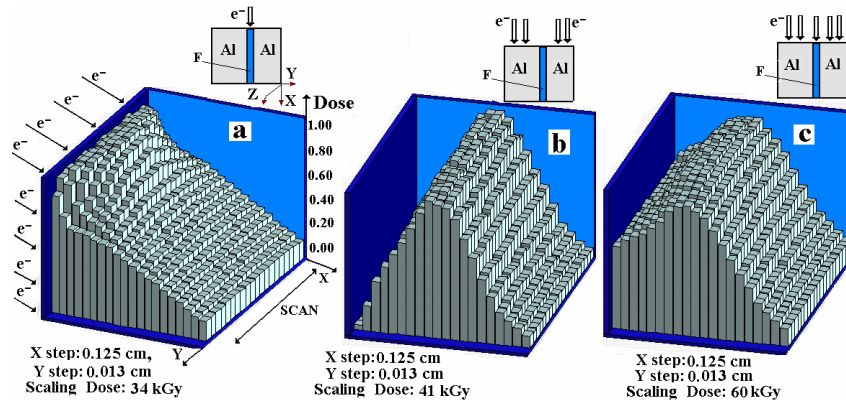 e⁻
Al
Al
F
Y
Z
X
Dose
a
1.00
0.80
0.60
0.40
0.20
0.00
X
e⁻
e⁻
e⁻
e⁻
e⁻
e⁻
e⁻
e⁻
SCAN
Y
X step: 0.125 cm,
Y step: 0.013 cm
Scaling Dose: 34 kGy
e⁻
e⁻
Al
Al
F
b
X step: 0.125 cm
Y step: 0.013 cm
Scaling Dose: 41 kGy
e⁻
e⁻
Al
Al
F
c
X step: 0.125 cm
Y step: 0.013 cm
Scaling Dose: 60 kGy